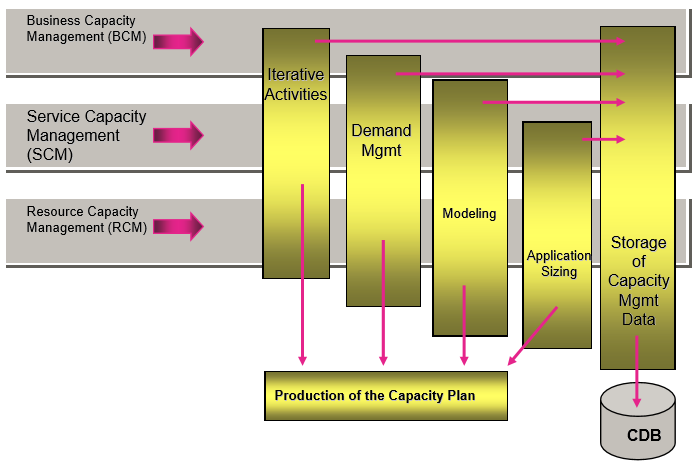 Business Capacity
Management (BCM)
Iterative
Activities
Service Capacity
Management
(SCM)
Demand
Mgmt
Resource Capacity
Management (RCM)
Modeling
Application
Sizing
Storage
of
Capacity
Mgmt
Data
Production of the Capacity Plan
CDB